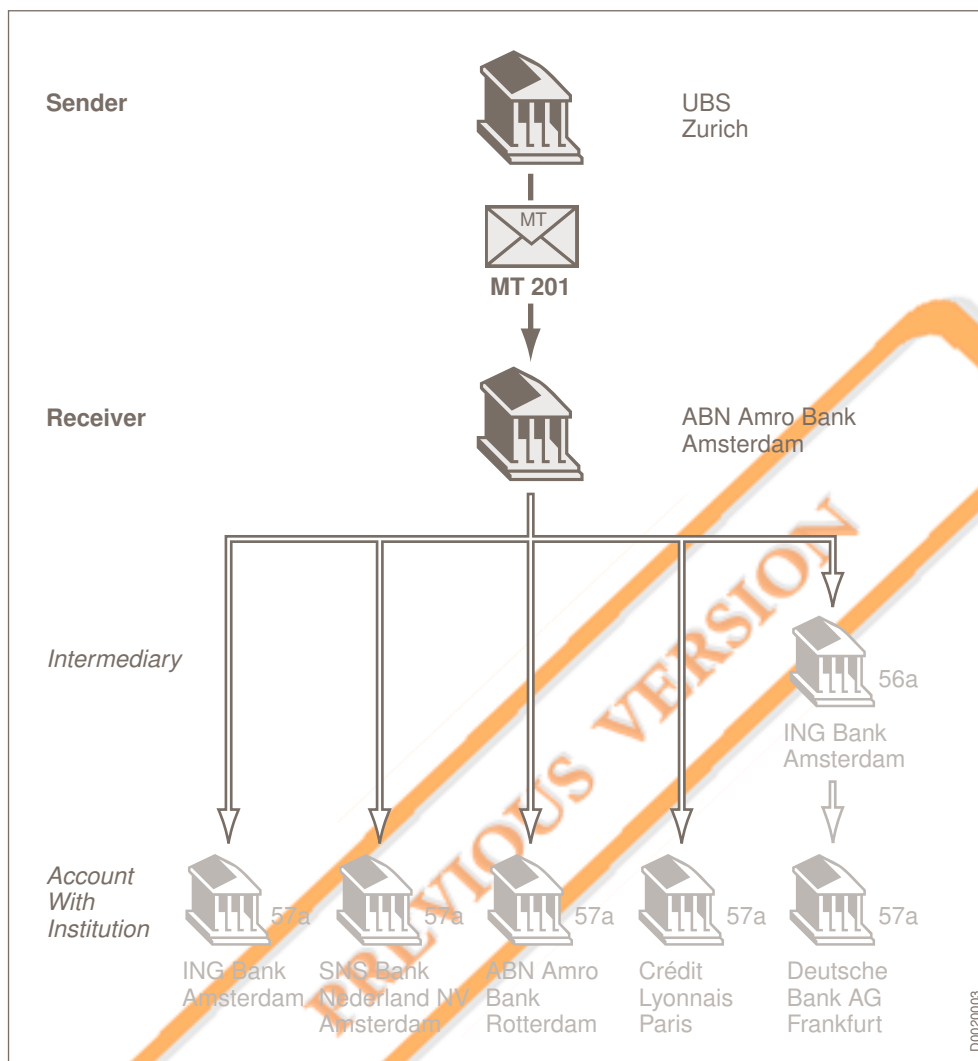 Sender
UBS
Zurich
MT
MT 201
Receiver
ABN Amro Bank
Amsterdam
Intermediary
56a
ING Bank
Amsterdam
Account
With
Institution
57a
57a
57a
57a
57a
ING Bank
Amsterdam
SNS Bank
Nederland NV
Amsterdam
ABN Amro
Bank
Rotterdam
Crédit
Lyonnais
Paris
Deutsche
Bank AG
Frankfurt
PREVIOUS VERSION
D0020003